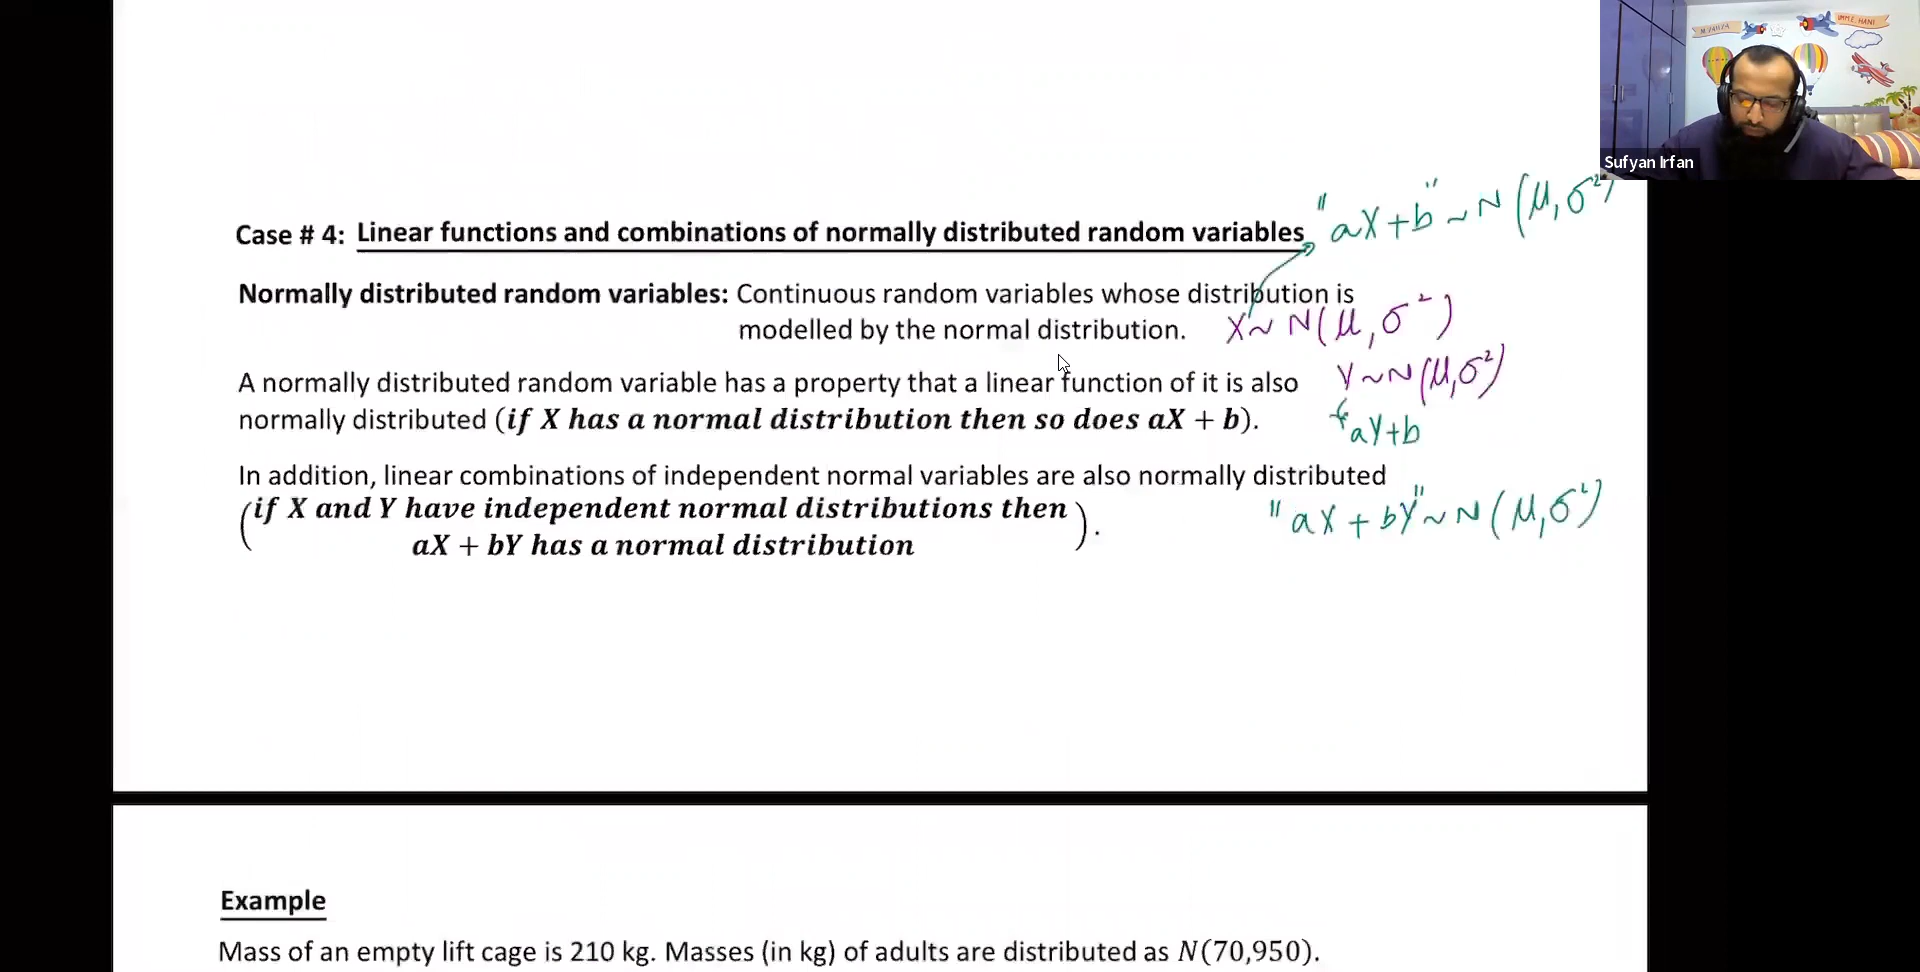 M YAHYA
UMME HANI
Sufyan Irfan
"aX+b" ~ N(μ, σ²)
Case # 4: Linear functions and combinations of normally distributed random variables
Normally distributed random variables: Continuous random variables whose distribution is
modelled by the normal distribution.
X ~ N(μ, σ²)
Y ~ N(μ, σ²)
A normally distributed random variable has a property that a linear function of it is also
normally distributed (if X has a normal distribution then so does aX + b).
aY+b
In addition, linear combinations of independent normal variables are also normally distributed
(if X and Y have independent normal distributions then
aX + bY has a normal distribution).
"aX + bY" ~ N(μ, σ²)
Example
Mass of an empty lift cage is 210 kg. Masses (in kg) of adults are distributed as N(70,950).